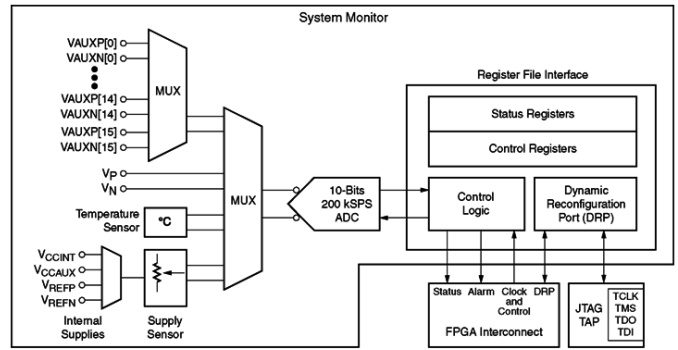 System Monitor
VAUXP[0]
VAUXN[0]
VAUXP[14]
VAUXN[14]
VAUXP[15]
VAUXN[15]
MUX
VP
VN
Temperature
Sensor
°C
MUX
VCCINT
VCCAUX
VREFP
VREFN
Internal
Supplies
Supply
Sensor
10-Bits
200 kSPS
ADC
Register File Interface
Status Registers
Control Registers
Control
Logic
Dynamic
Reconfiguration
Port (DRP)
Status
Alarm
Clock
and
Control
DRP
FPGA Interconnect
JTAG
TAP
TCLK
TMS
TDO
TDI